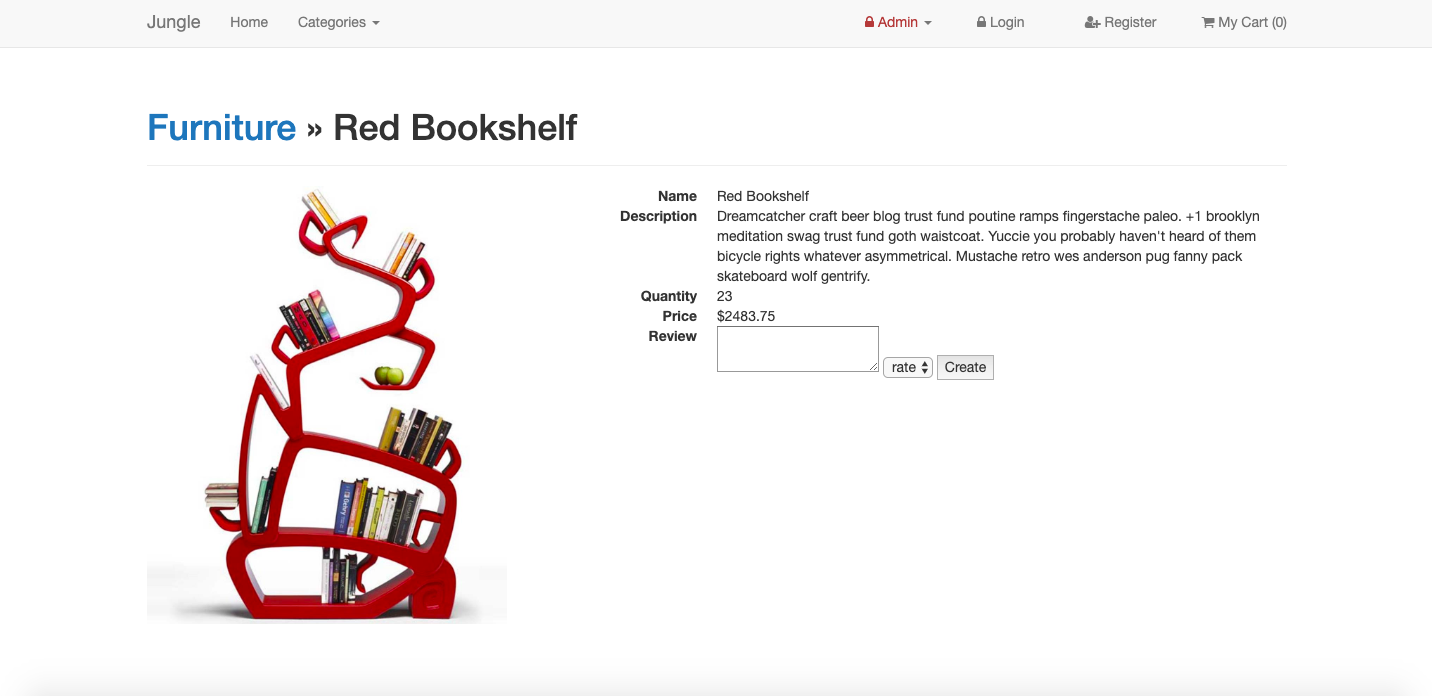 Jungle Home Categories Admin Login Register My Cart (0)
Furniture » Red Bookshelf
Name Red Bookshelf
Description Dreamcatcher craft beer blog trust fund poutine ramps fingerstache paleo. +1 brooklyn
meditation swag trust fund goth waistcoat. Yuccie you probably haven't heard of them
bicycle rights whatever asymmetrical. Mustache retro wes anderson pug fanny pack
skateboard wolf gentrify.
Quantity 23
Price $2483.75
Review
rate Create